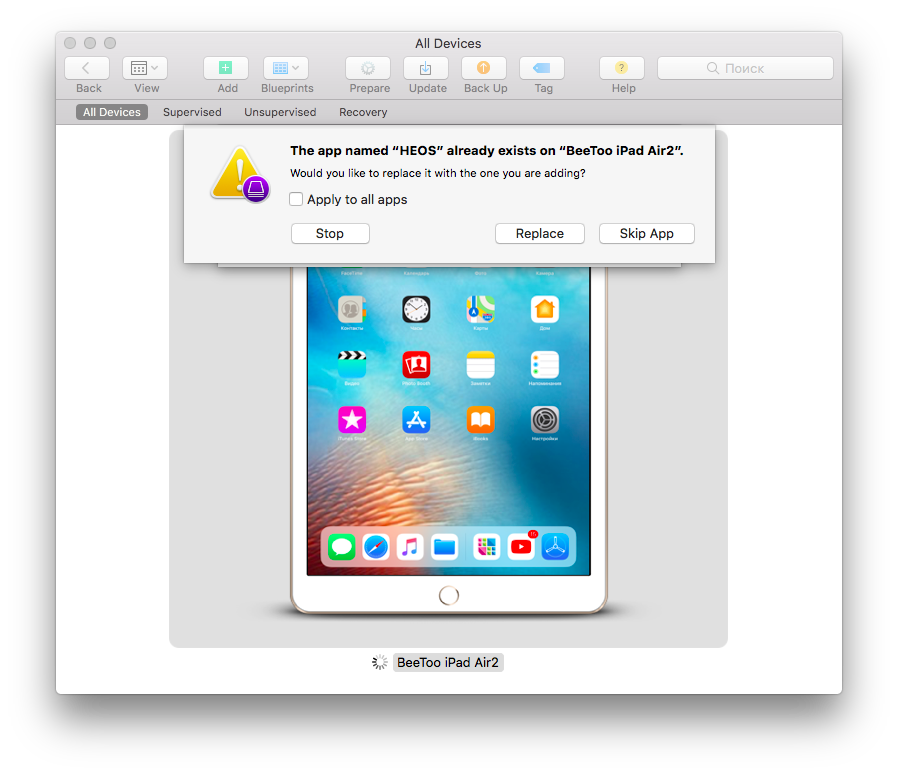 All Devices
Поиск
Back
View
Add
Blueprints
Prepare
Update
Back Up
Tag
Help
All Devices
Supervised
Unsupervised
Recovery
The app named “HEOS” already exists on “BeeToo iPad Air2”.
Would you like to replace it with the one you are adding?
Apply to all apps
Stop
Replace
Skip App
FaceTime
Календарь
Фото
Камера
Контакты
Часы
Карты
Дом
Видео
Photo Booth
Заметки
Напоминания
iTunes Store
App Store
iBooks
Настройки
BeeToo iPad Air2